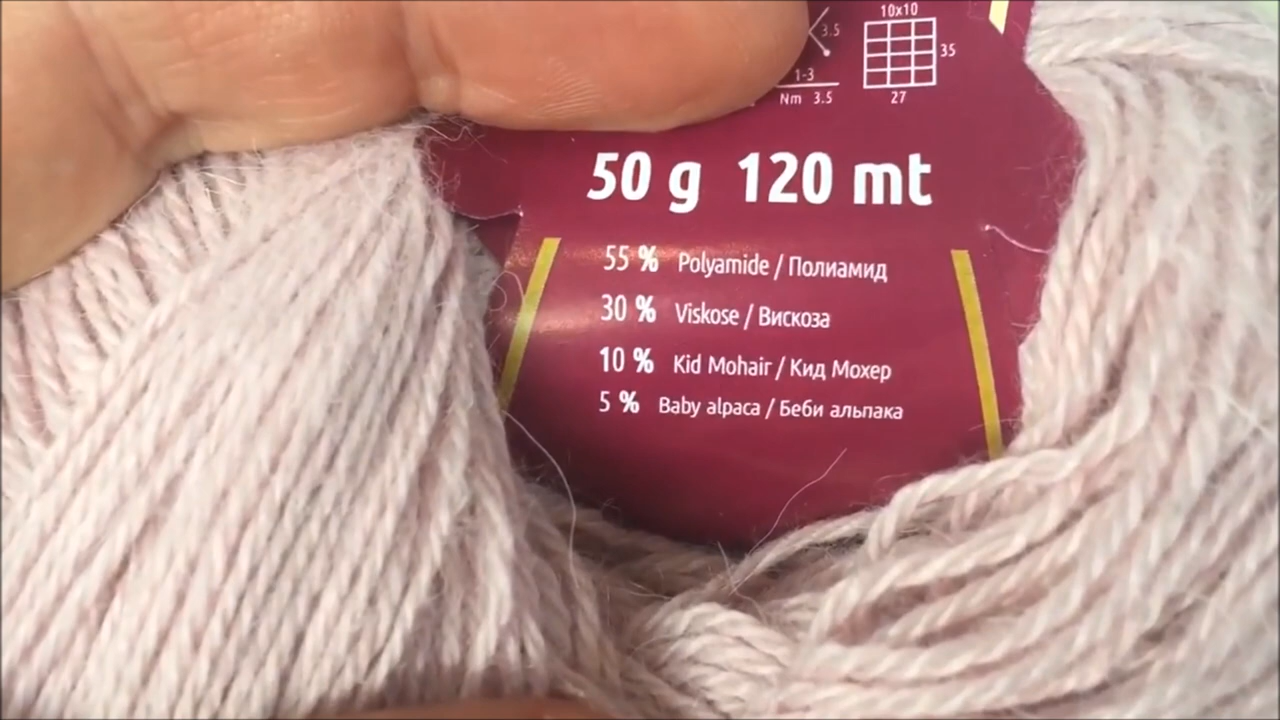 10x10
3.5
35
1-3
Nm 3.5
27
50 g 120 mt
55 % Polyamide / Полиамид
30 % Viskose / Вискоза
10 % Kid Mohair / Кид Мохер
5 % Baby alpaca / Беби альпака